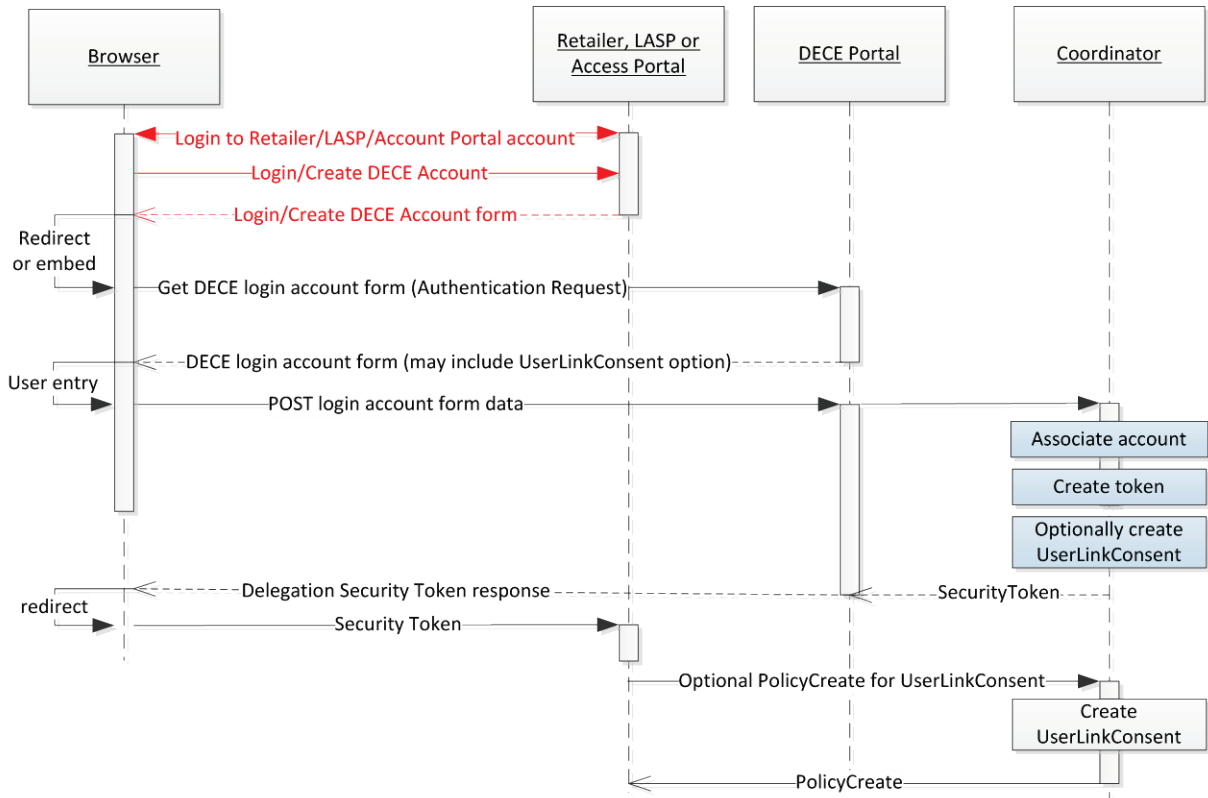 Browser
Retailer, LASP or
Access Portal
DECE Portal
Coordinator
Login to Retailer/LASP/Account Portal account
Login/Create DECE Account
Login/Create DECE Account form
Redirect
or embed
Get DECE login account form (Authentication Request)
DECE login account form (may include UserLinkConsent option)
User entry
POST login account form data
Associate account
Create token
Optionally create
UserLinkConsent
Delegation Security Token response
SecurityToken
redirect
Security Token
Optional PolicyCreate for UserLinkConsent
Create
UserLinkConsent
PolicyCreate